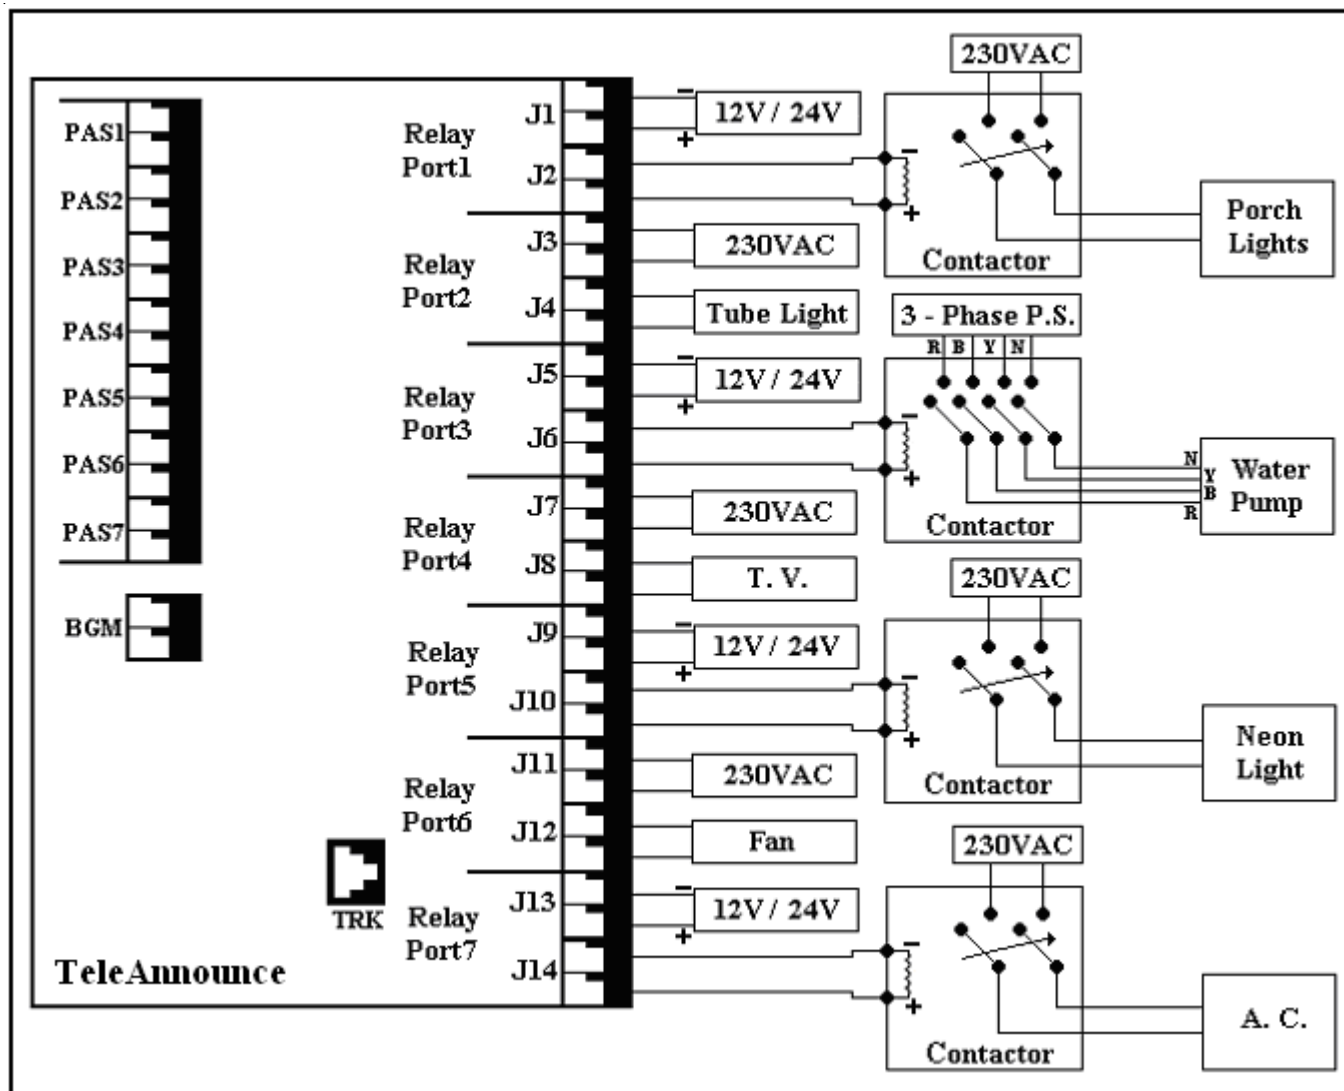 PAS1
PAS2
PAS3
PAS4
PAS5
PAS6
PAS7
BGM
TRK
TeleAnnounce
Relay
Port1
J1
J2
- 12V / 24V +
230VAC
- +
Contactor
Porch
Lights
Relay
Port2
J3
J4
230VAC
Tube Light
Relay
Port3
J5
J6
- 12V / 24V +
3 - Phase P.S.
R B Y N
- +
Contactor
N
Y
B
R
Water
Pump
Relay
Port4
J7
J8
230VAC
T. V.
Relay
Port5
J9
J10
- 12V / 24V +
230VAC
- +
Contactor
Neon
Light
Relay
Port6
J11
J12
230VAC
Fan
Relay
Port7
J13
J14
- 12V / 24V +
230VAC
- +
Contactor
A. C.